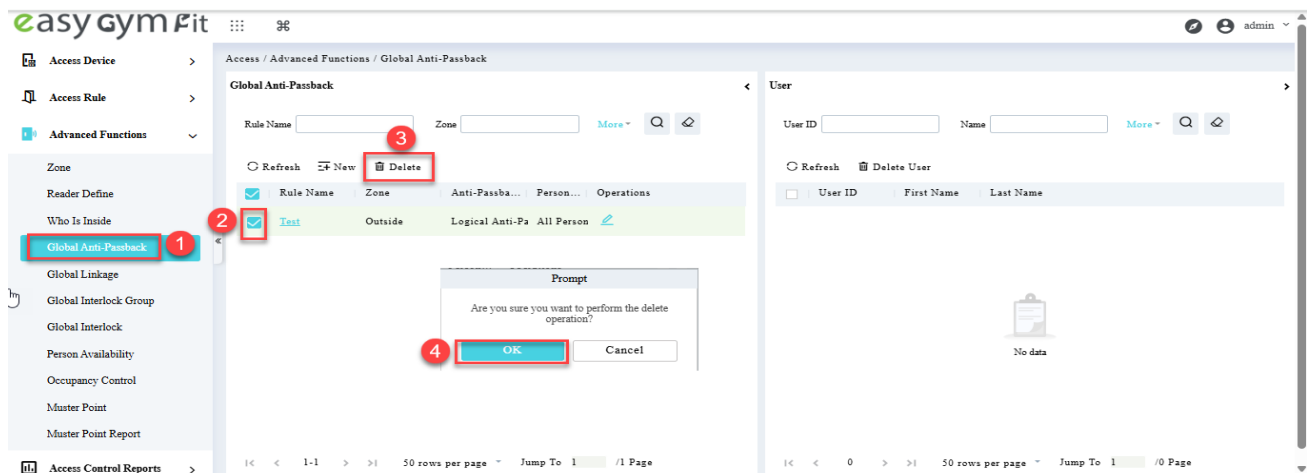 easy Gym Fit
admin
Access Device
Access Rule
Advanced Functions
Zone
Reader Define
Who Is Inside
Global Anti-Passback
1
Global Linkage
Global Interlock Group
Global Interlock
Person Availability
Occupancy Control
Muster Point
Muster Point Report
Access Control Reports
Access / Advanced Functions / Global Anti-Passback
Global Anti-Passback
Rule Name
Zone
More
3
Refresh
New
Delete
Rule Name Zone Anti-Passba... Person... Operations
2
Test Outside Logical Anti-Pa All Person
Prompt
Are you sure you want to perform the delete
operation?
4
OK
Cancel
1-1
50 rows per page
Jump To 1 /1 Page
User
User ID
Name
More
Refresh
Delete User
User ID First Name Last Name
No data
0
50 rows per page
Jump To 1 /0 Page